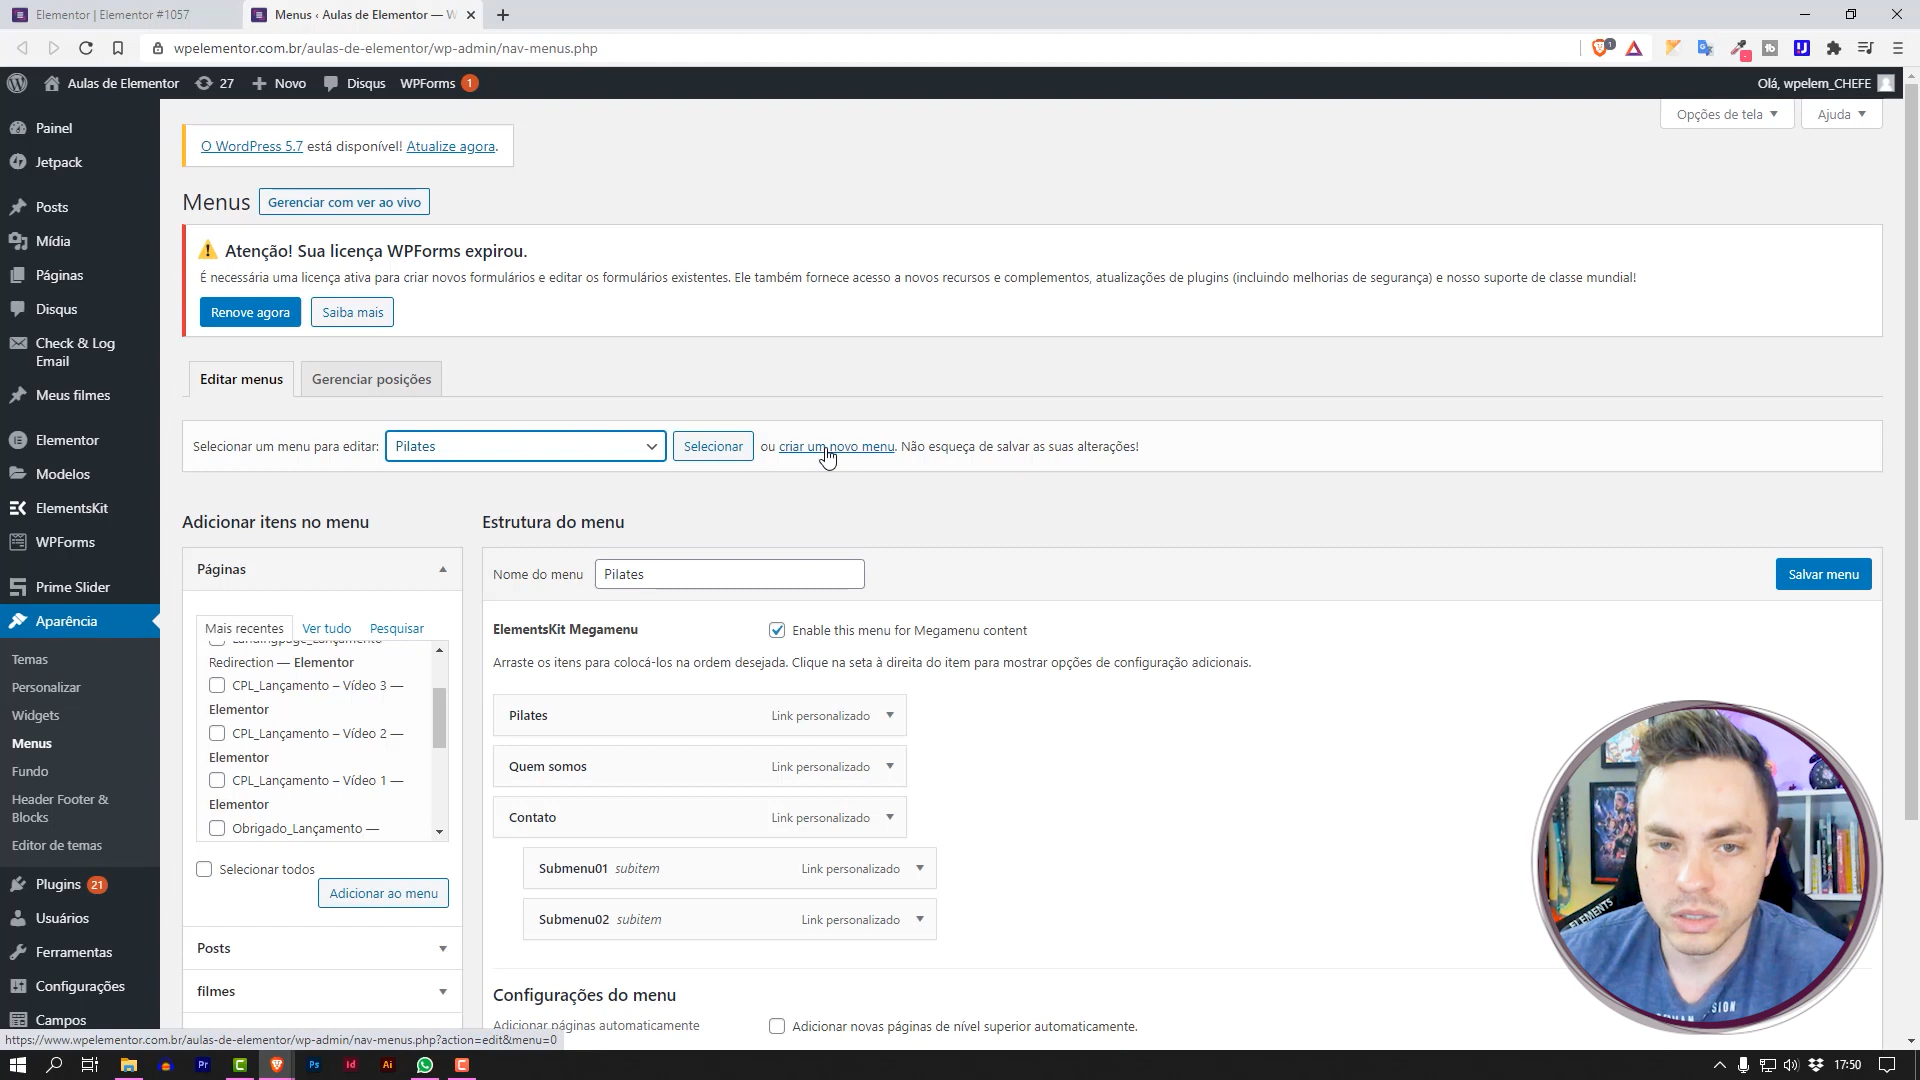 Elementor | Elementor #1057
Menus ‹ Aulas de Elementor — W
wpelementor.com.br/aulas-de-elementor/wp-admin/nav-menus.php
Aulas de Elementor
27
Novo
Disqus
WPForms 1
Olá, wpelem_CHEFE
Opções de tela
Ajuda
Painel
Jetpack
Posts
Mídia
Páginas
Disqus
Check & Log
Email
Meus filmes
Elementor
Modelos
ElementsKit
WPForms
Prime Slider
Aparência
Temas
Personalizar
Widgets
Menus
Fundo
Header Footer &
Blocks
Editor de temas
Plugins 21
Usuários
Ferramentas
Configurações
Campos
O WordPress 5.7 está disponível! Atualize agora.
Menus
Gerenciar com ver ao vivo
Atenção! Sua licença WPForms expirou.
É necessária uma licença ativa para criar novos formulários e editar os formulários existentes. Ele também fornece acesso a novos recursos e complementos, atualizações de plugins (incluindo melhorias de segurança) e nosso suporte de classe mundial!
Renove agora
Saiba mais
Editar menus
Gerenciar posições
Selecionar um menu para editar: Pilates Selecionar ou criar um novo menu. Não esqueça de salvar as suas alterações!
Adicionar itens no menu
Páginas
Mais recentes
Ver tudo
Pesquisar
Landingpage_Lançamento
Redirection — Elementor
CPL_Lançamento – Vídeo 3 —
Elementor
CPL_Lançamento – Vídeo 2 —
Elementor
CPL_Lançamento – Vídeo 1 —
Elementor
Obrigado_Lançamento —
Selecionar todos
Adicionar ao menu
Posts
filmes
Estrutura do menu
Nome do menu Pilates
Salvar menu
ElementsKit Megamenu
Enable this menu for Megamenu content
Arraste os itens para colocá-los na ordem desejada. Clique na seta à direita do item para mostrar opções de configuração adicionais.
Pilates Link personalizado
Quem somos Link personalizado
Contato Link personalizado
Submenu01 subitem Link personalizado
Submenu02 subitem Link personalizado
Configurações do menu
Adicionar páginas automaticamente
Adicionar novas páginas de nível superior automaticamente.
https://www.wpelementor.com.br/aulas-de-elementor/wp-admin/nav-menus.php?action=edit&menu=0
Pr
Ps
Id
Ai
17:50